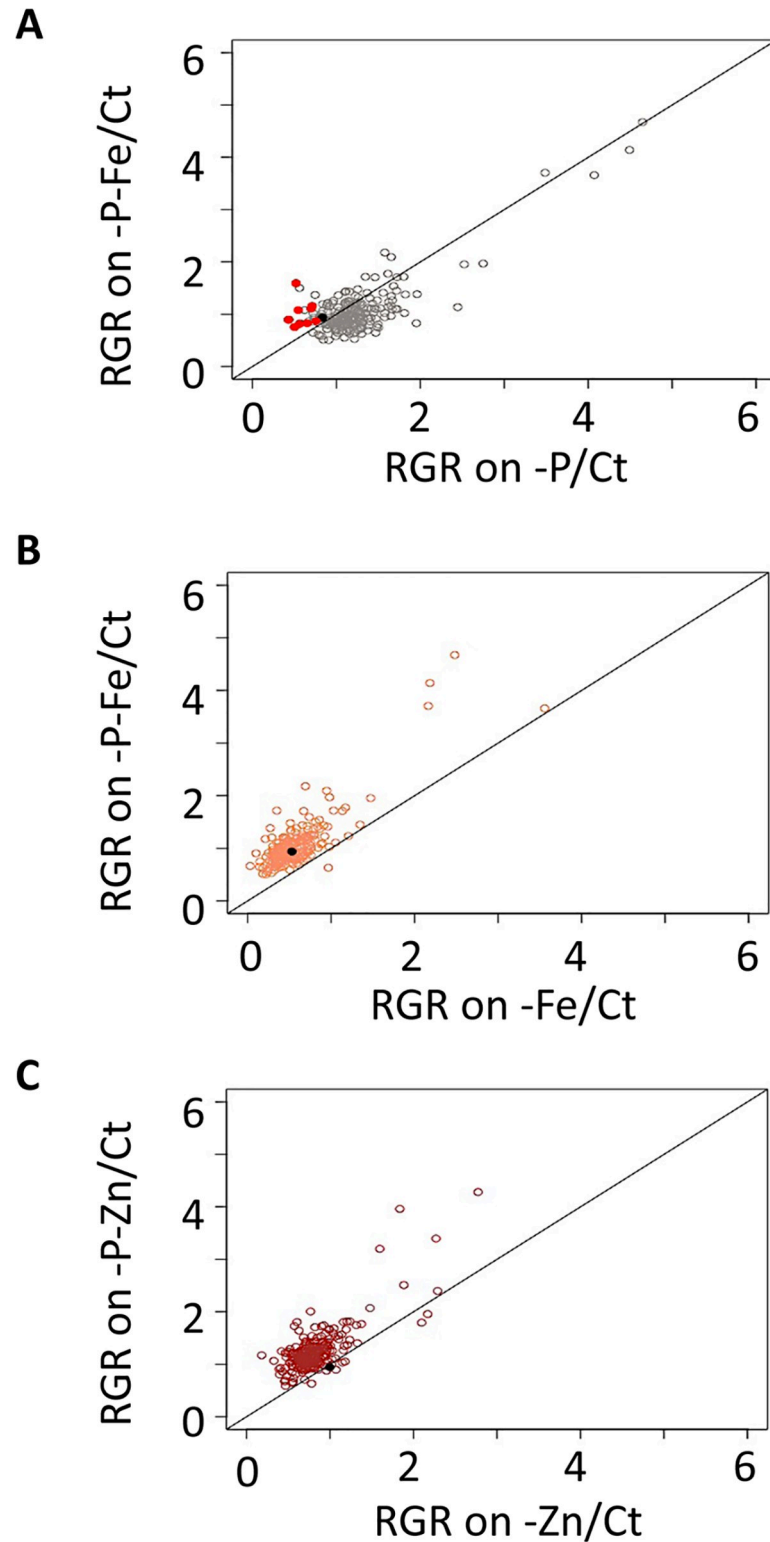 A
RGR on -P-Fe/Ct
6
4
2
0
0 2 4 6
RGR on -P/Ct
B
RGR on -P-Fe/Ct
6
4
2
0
0 2 4 6
RGR on -Fe/Ct
C
RGR on -P-Zn/Ct
6
4
2
0
0 2 4 6
RGR on -Zn/Ct